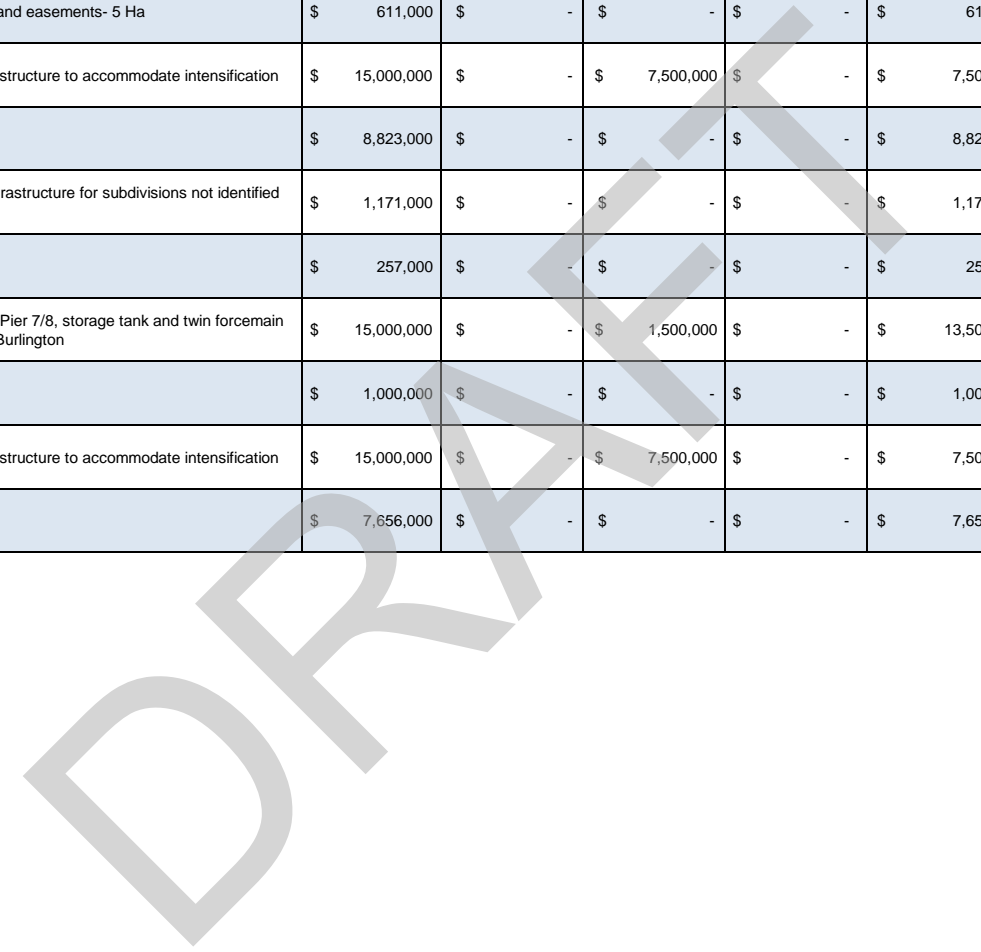 and easements- 5 Ha $ 611,000 $ - $ - $ - $ 61
structure to accommodate intensification $ 15,000,000 $ - $ 7,500,000 $ - $ 7,50
$ 8,823,000 $ - $ - $ - $ 8,82
rastructure for subdivisions not identified $ 1,171,000 $ - $ - $ - $ 1,17
$ 257,000 $ - $ - $ - $ 25
Pier 7/8, storage tank and twin forcemain
Burlington $ 15,000,000 $ - $ 1,500,000 $ - $ 13,50
$ 1,000,000 $ - $ - $ - $ 1,00
structure to accommodate intensification $ 15,000,000 $ - $ 7,500,000 $ - $ 7,50
$ 7,656,000 $ - $ - $ - $ 7,65
DRAFT